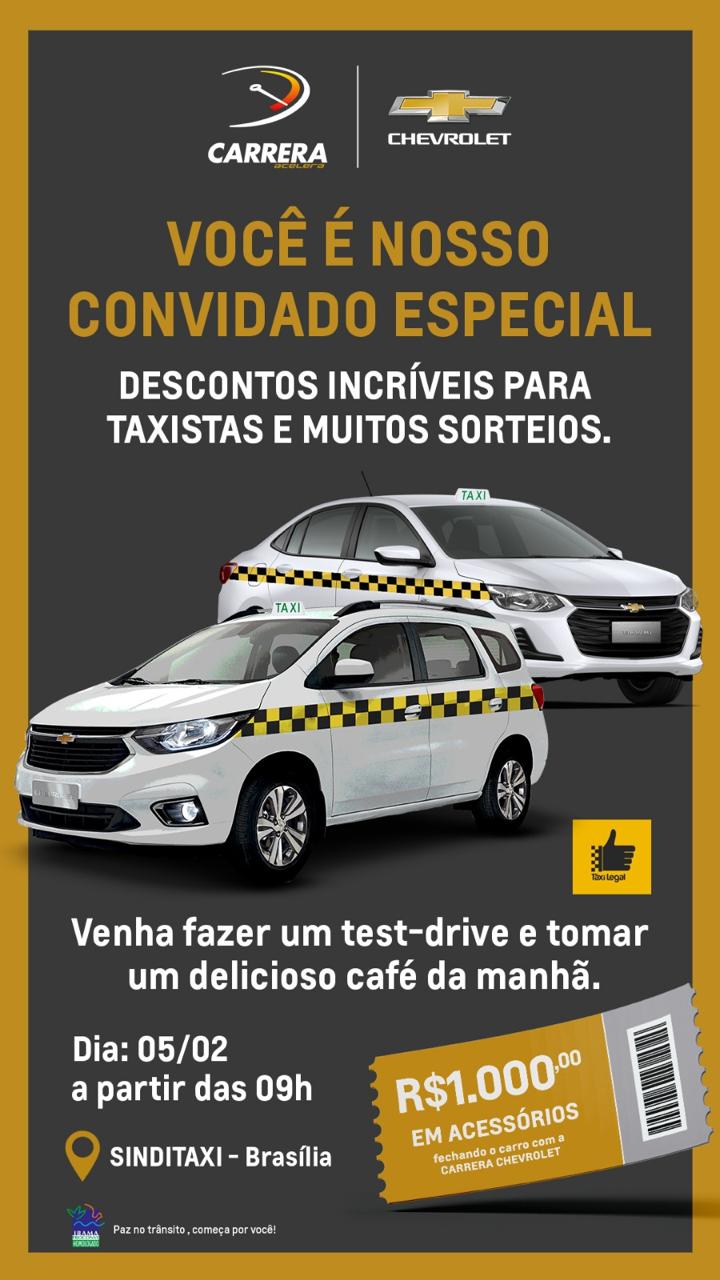 CARRERA
acelera
CHEVROLET
VOCÊ É NOSSO
CONVIDADO ESPECIAL
DESCONTOS INCRÍVEIS PARA
TAXISTAS E MUITOS SORTEIOS.
TAXI
TAXI
Táxi Legal
Venha fazer um test-drive e tomar
um delicioso café da manhã.
Dia: 05/02
a partir das 09h
SINDITAXI - Brasília
R$1.000,00
EM ACESSÓRIOS
fechando o carro com a
CARRERA CHEVROLET
IBAMA
Paz no trânsito , começa por você!